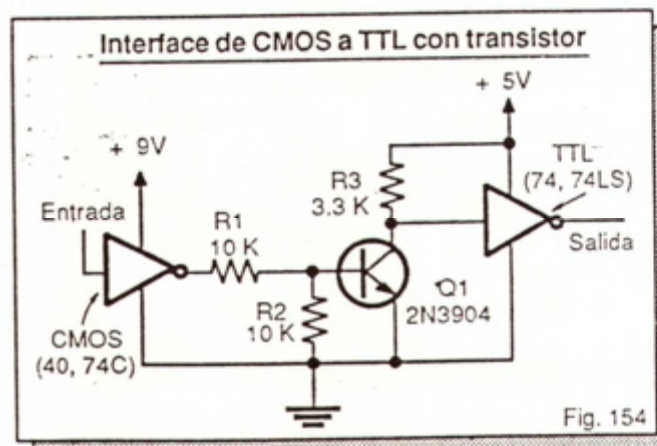 Interface de CMOS a TTL con transistor
+ 5V
+ 9V
TTL
(74, 74LS)
R3
3.3 K
Entrada
R1
10 K
Salida
Q1
2N3904
R2
10 K
CMOS
(40, 74C)
Fig. 154